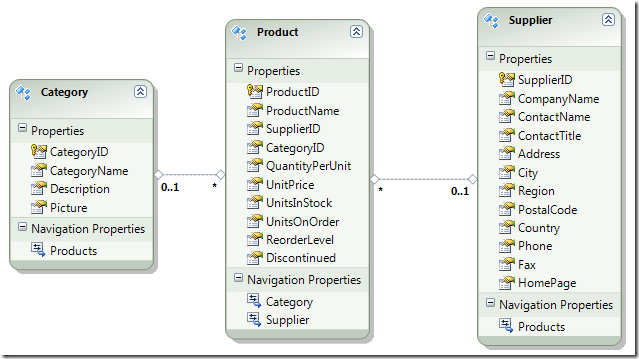 Category
Properties
CategoryID
CategoryName
Description
Picture
Navigation Properties
Products
0..1
*
Product
Properties
ProductID
ProductName
SupplierID
CategoryID
QuantityPerUnit
UnitPrice
UnitsInStock
UnitsOnOrder
ReorderLevel
Discontinued
Navigation Properties
Category
Supplier
*
0..1
Supplier
Properties
SupplierID
CompanyName
ContactName
ContactTitle
Address
City
Region
PostalCode
Country
Phone
Fax
HomePage
Navigation Properties
Products